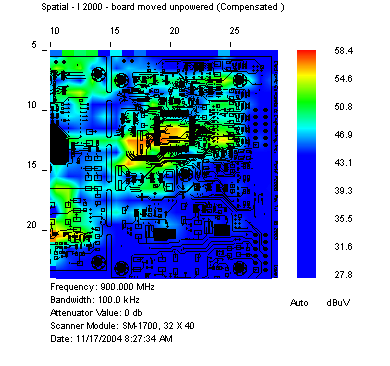 Spatial - I 2000 - board moved unpowered (Compensated )
10 15 20 25
5
10
15
20
58.4
54.6
50.8
46.9
43.1
39.3
35.5
31.6
27.8
Auto dBuV
Frequency: 900.000 MHz
Bandwidth: 100.0 kHz
Attenuator Value: 0 db
Scanner Module: SM-1700, 32 X 40
Date: 11/17/2004 8:27:34 AM